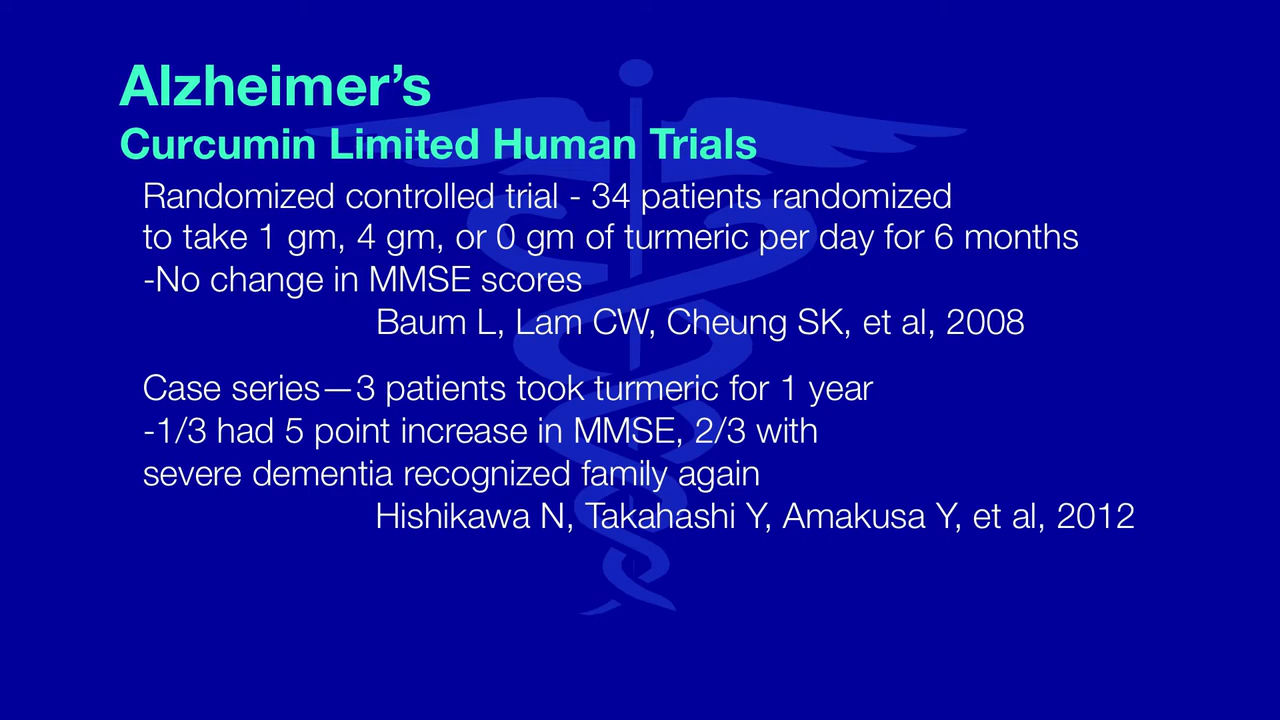 Alzheimer’s
Curcumin Limited Human Trials
Randomized controlled trial - 34 patients randomized
to take 1 gm, 4 gm, or 0 gm of turmeric per day for 6 months
-No change in MMSE scores
Baum L, Lam CW, Cheung SK, et al, 2008
Case series—3 patients took turmeric for 1 year
-1/3 had 5 point increase in MMSE, 2/3 with
severe dementia recognized family again
Hishikawa N, Takahashi Y, Amakusa Y, et al, 2012